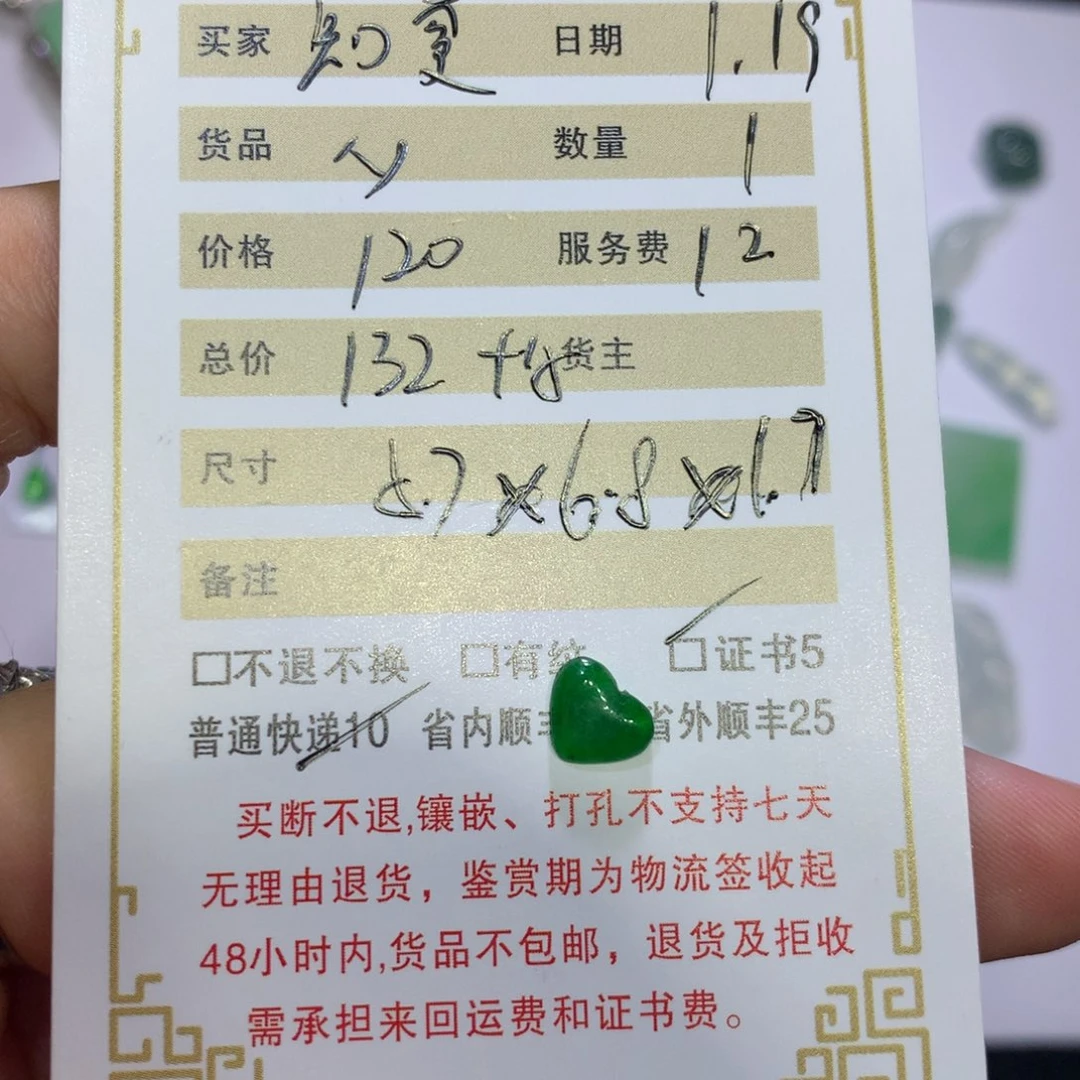 买家 知夏 日期 1.19
货品 心 数量 1
价格 120 服务费 12
总价 132 + 货主
尺寸 5.7×6.8×1.7
备注
□不退不换 □有纹 □证书5
普通快递10 省内顺丰 省外顺丰25
买断不退,镶嵌、打孔不支持七天
无理由退货，鉴赏期为物流签收起
48小时内,货品不包邮，退货及拒收
需承担来回运费和证书费。